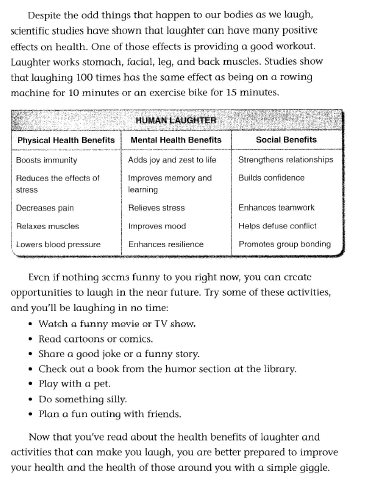 Despite the odd things that happen to our bodies as we laugh,
scientific studies have shown that laughter can have many positive
effects on health. One of those effects is providing a good workout.
Laughter works stomach, facial, leg, and back muscles. Studies show
that laughing 100 times has the same effect as being on a rowing
machine for 10 minutes or an exercise bike for 15 minutes.
HUMAN LAUGHTER
Physical Health Benefits Mental Health Benefits Social Benefits
Boosts immunity Adds joy and zest to life Strengthens relationships
Reduces the effects of Improves memory and Builds confidence
stress learning
Decreases pain Relieves stress Enhances teamwork
Relaxes muscles Improves mood Helps defuse conflict
Lowers blood pressure Enhances resilience Promotes group bonding
Even if nothing seems funny to you right now, you can create
opportunities to laugh in the near future. Try some of these activities,
and you'll be laughing in no time:
• Watch a funny movie or TV show.
• Read cartoons or comics.
• Share a good joke or a funny story.
• Check out a book from the humor section at the library.
• Play with a pet.
• Do something silly.
• Plan a fun outing with friends.
Now that you've read about the health benefits of laughter and
activities that can make you laugh, you are better prepared to improve
your health and the health of those around you with a simple giggle.